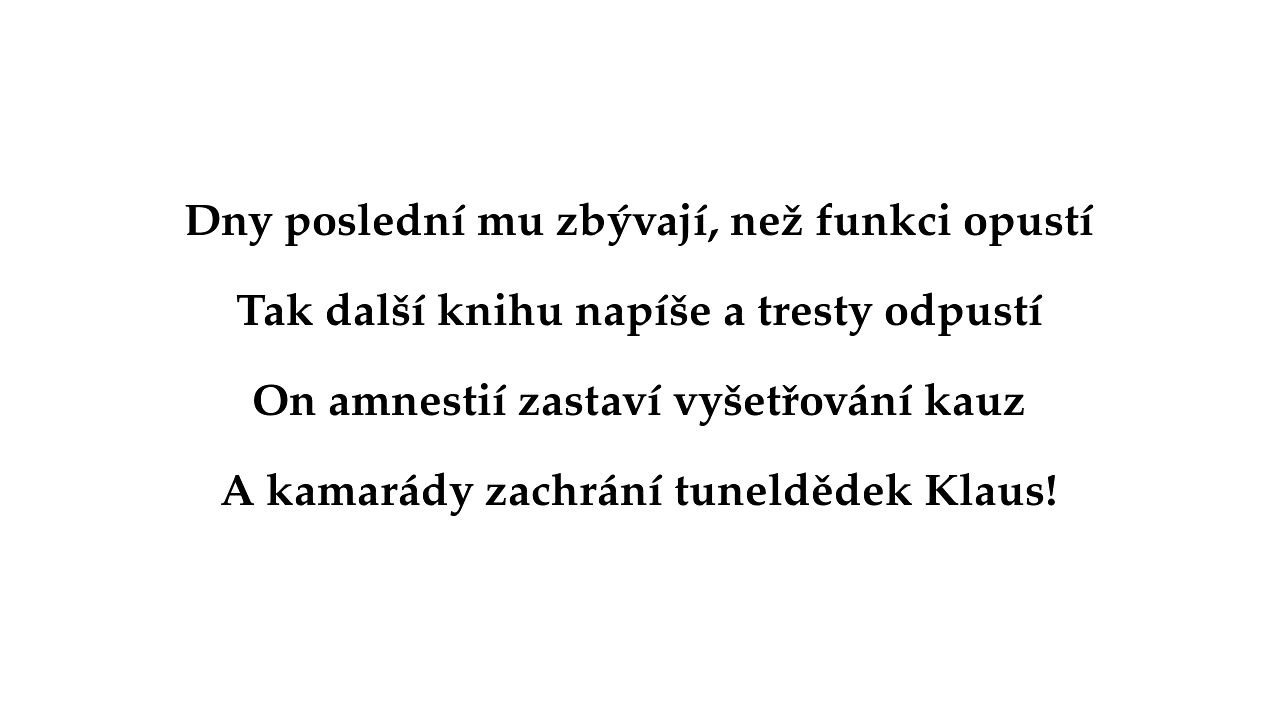 Dny poslední mu zbývají, než funkci opustí
Tak další knihu napíše a tresty odpustí
On amnestií zastaví vyšetřování kauz
A kamarády zachrání tuneldědek Klaus!